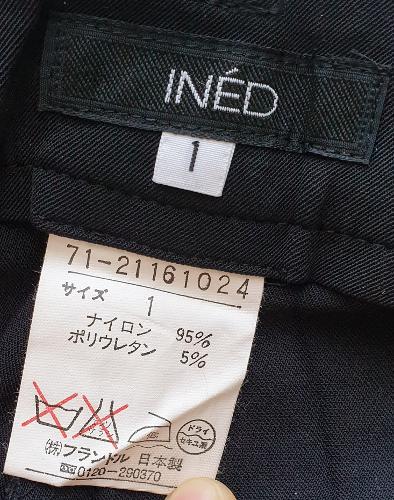 INÉD
1
71-21161024
サイズ 1
ナイロン 95%
ポリウレタン 5%
ドライ
セキユ系
(株)フランドル 日本製
0120-290370